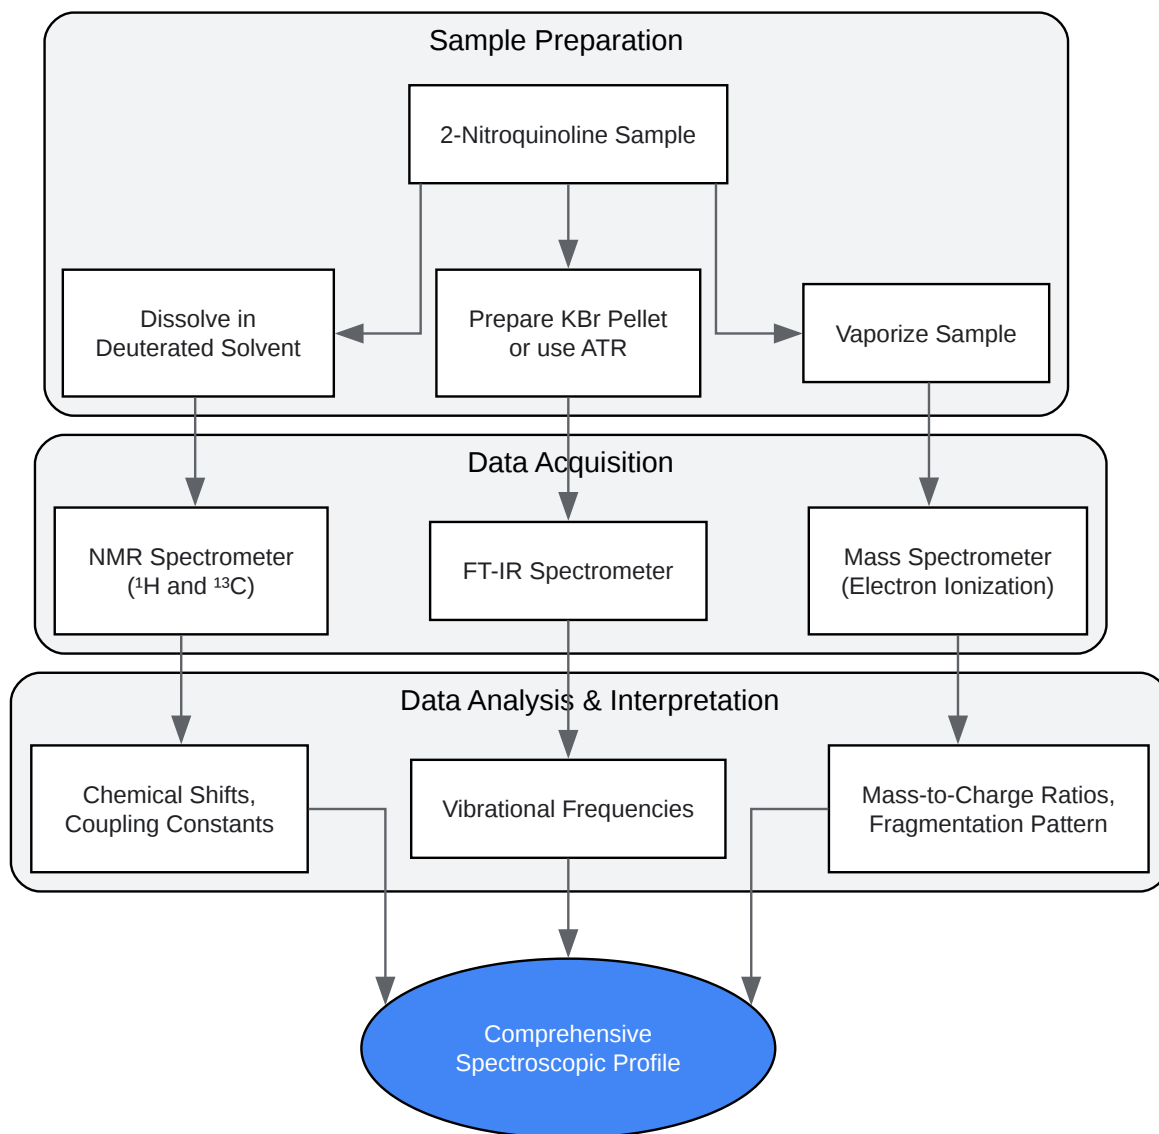 Sample Preparation
2-Nitroquinoline Sample
Dissolve in
Deuterated Solvent
Prepare KBr Pellet
or use ATR
Vaporize Sample
Data Acquisition
NMR Spectrometer
(¹H and ¹³C)
FT-IR Spectrometer
Mass Spectrometer
(Electron Ionization)
Data Analysis & Interpretation
Chemical Shifts,
Coupling Constants
Vibrational Frequencies
Mass-to-Charge Ratios,
Fragmentation Pattern
Comprehensive
Spectroscopic Profile